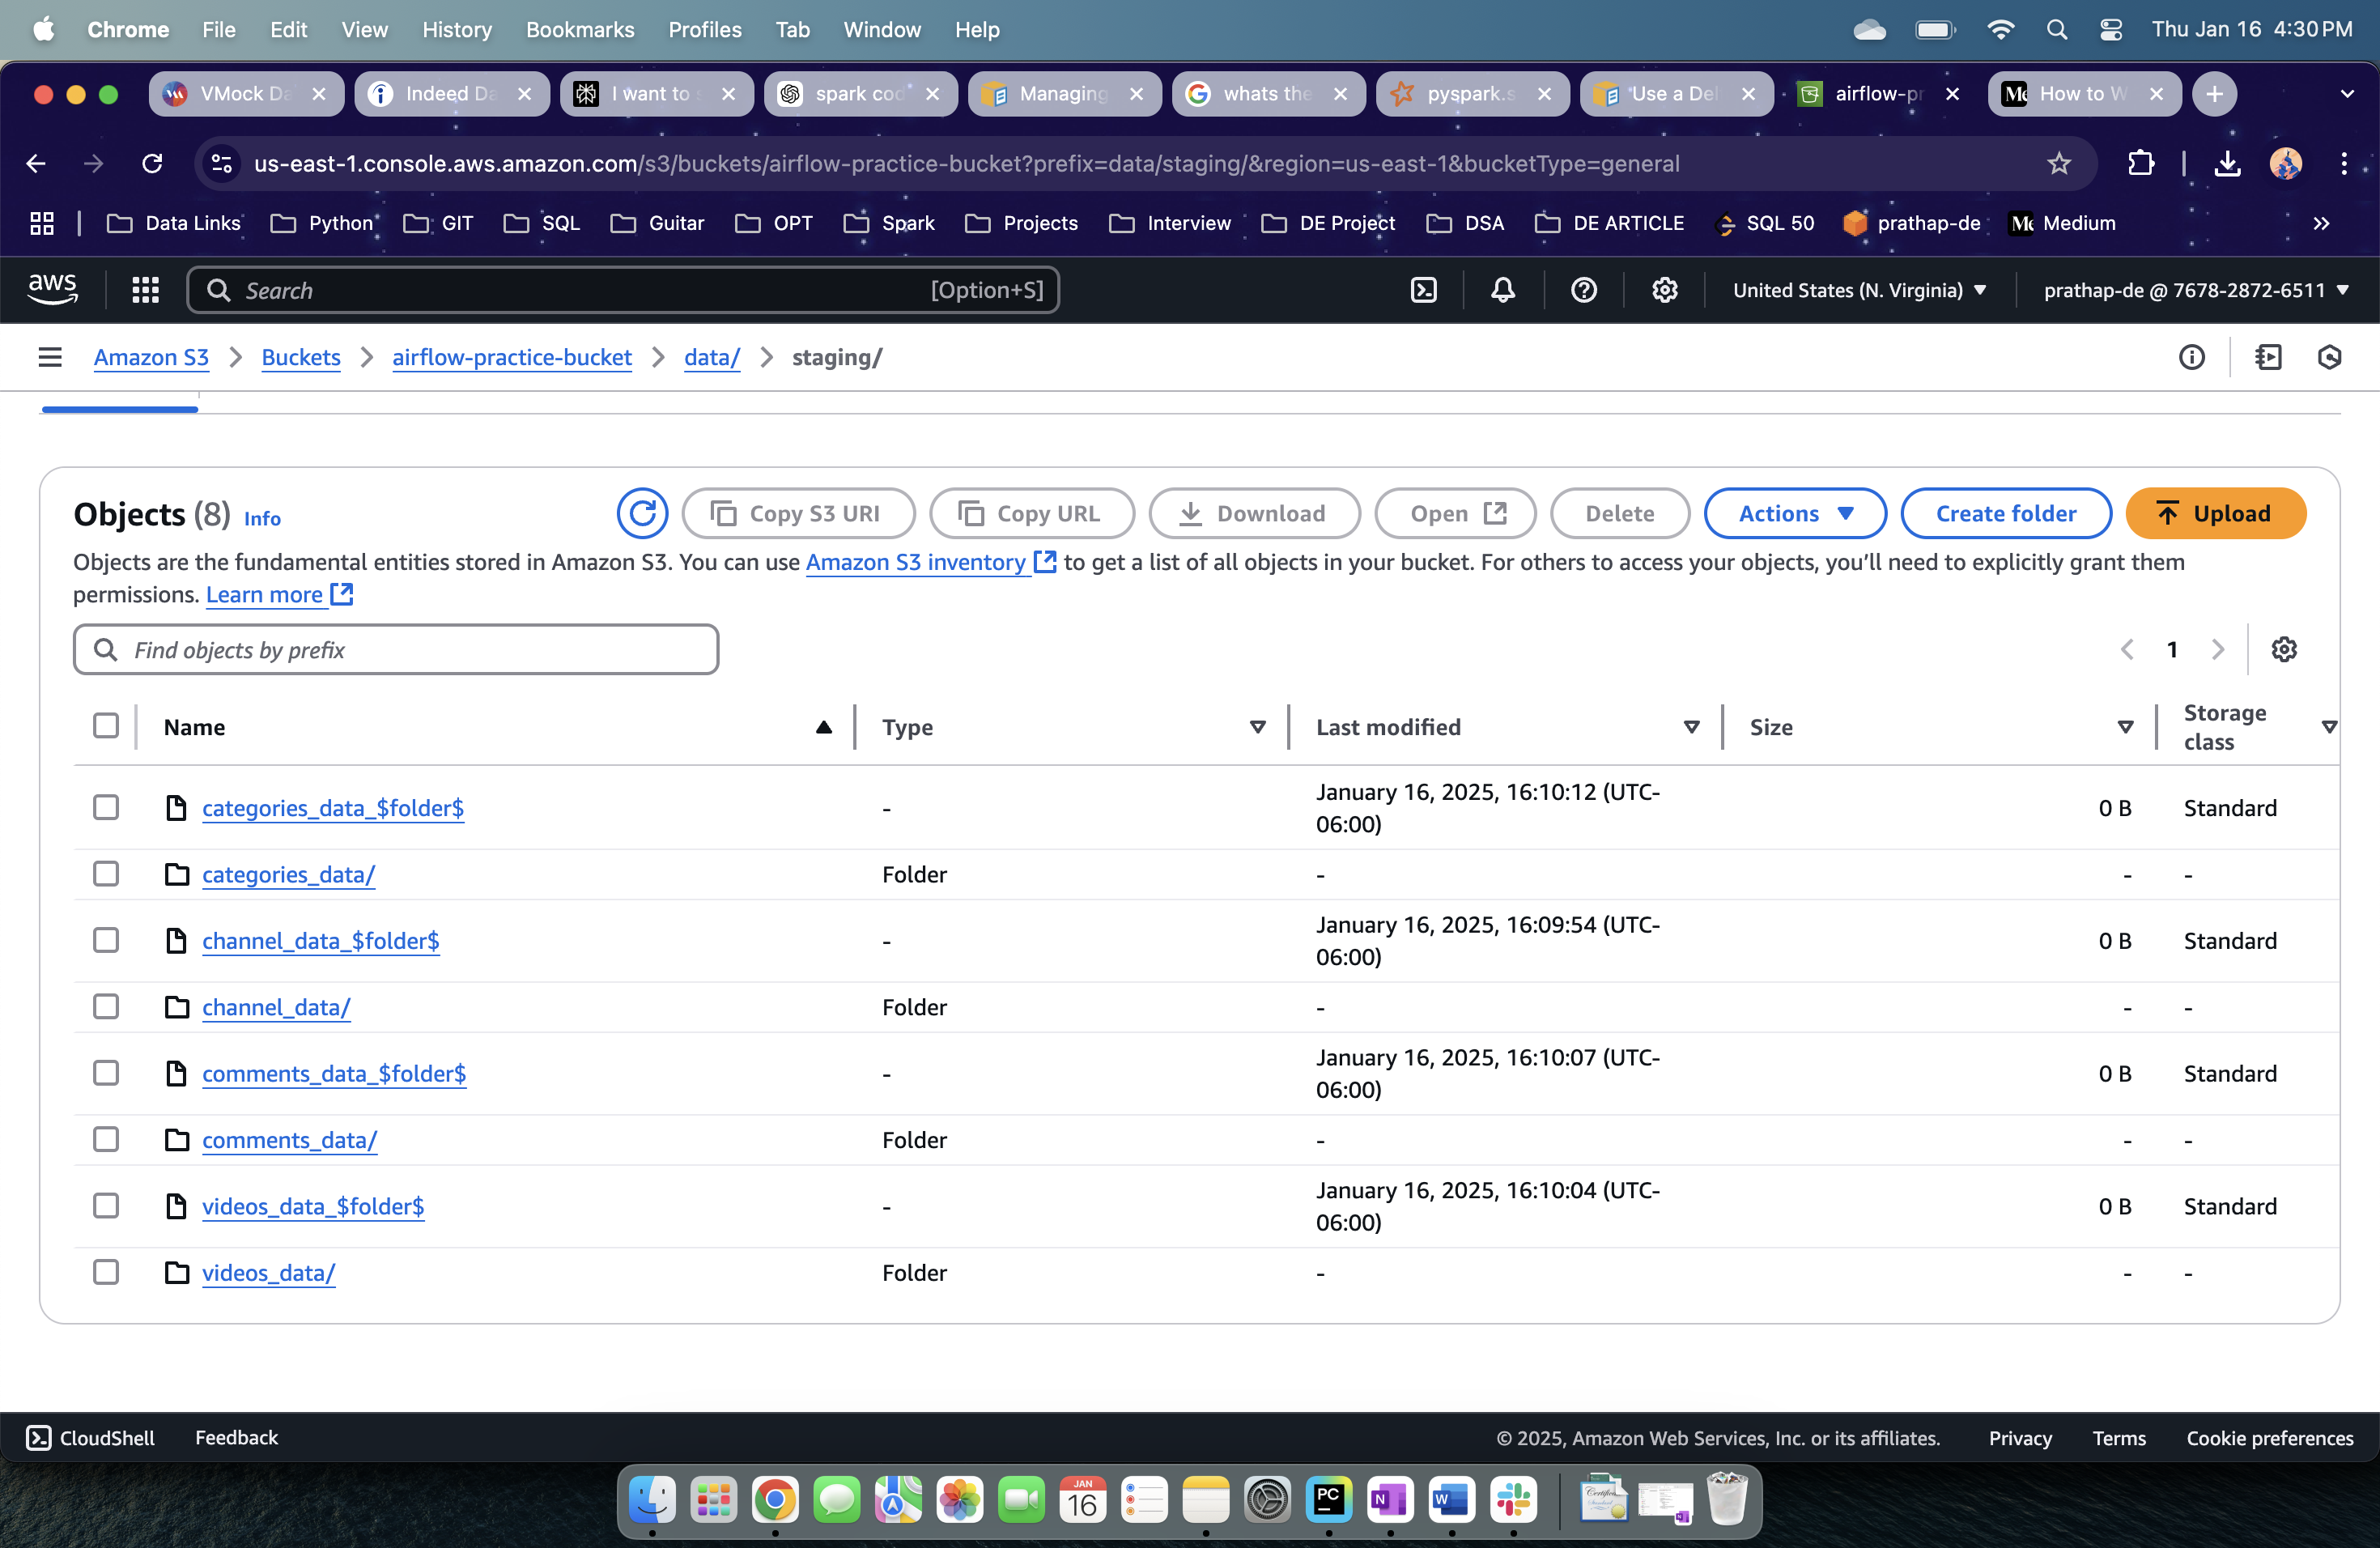 Chrome File Edit View History Bookmarks Profiles Tab Window Help Thu Jan 16 4:30 PM
VMock Da Indeed Da I want to spark cod Managing whats the pyspark.s Use a Del airflow-pr How to W
us-east-1.console.aws.amazon.com/s3/buckets/airflow-practice-bucket?prefix=data/staging/&region=us-east-1&bucketType=general
Data Links Python GIT SQL Guitar OPT Spark Projects Interview DE Project DSA DE ARTICLE SQL 50 prathap-de Medium
aws Search [Option+S] United States (N. Virginia) prathap-de @ 7678-2872-6511
Amazon S3 > Buckets > airflow-practice-bucket > data/ > staging/
Objects (8) Info Copy S3 URI Copy URL Download Open Delete Actions Create folder Upload
Objects are the fundamental entities stored in Amazon S3. You can use Amazon S3 inventory to get a list of all objects in your bucket. For others to access your objects, you’ll need to explicitly grant them
permissions. Learn more
Find objects by prefix 1
Name Type Last modified Size Storage class
categories_data_$folder$ - January 16, 2025, 16:10:12 (UTC-06:00) 0 B Standard
categories_data/ Folder - - -
channel_data_$folder$ - January 16, 2025, 16:09:54 (UTC-06:00) 0 B Standard
channel_data/ Folder - - -
comments_data_$folder$ - January 16, 2025, 16:10:07 (UTC-06:00) 0 B Standard
comments_data/ Folder - - -
videos_data_$folder$ - January 16, 2025, 16:10:04 (UTC-06:00) 0 B Standard
videos_data/ Folder - - -
CloudShell Feedback © 2025, Amazon Web Services, Inc. or its affiliates. Privacy Terms Cookie preferences
JAN
16
PC
N
W